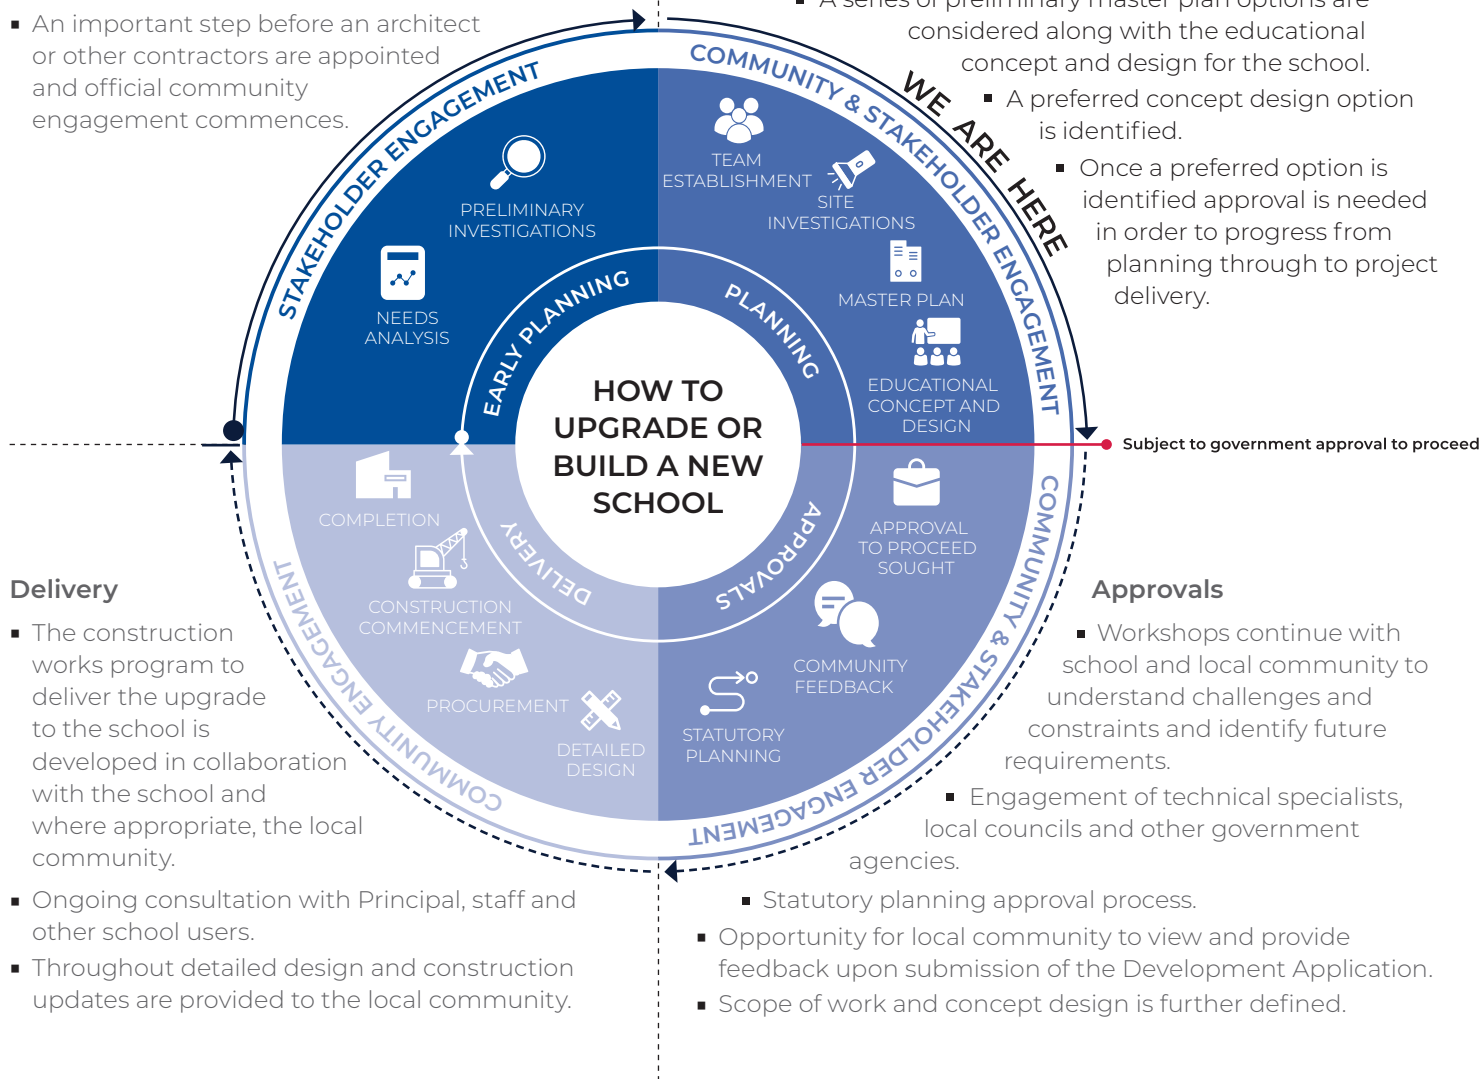 ▪ An important step before an architect
or other contractors are appointed
and official community
engagement commences.
▪ A series of preliminary master plan options are
considered along with the educational
concept and design for the school.
▪ A preferred concept design option
is identified.
▪ Once a preferred option is
identified approval is needed
in order to progress from
planning through to project
delivery.
WE ARE HERE
STAKEHOLDER ENGAGEMENT
COMMUNITY & STAKEHOLDER ENGAGEMENT
PRELIMINARY
INVESTIGATIONS
NEEDS
ANALYSIS
EARLY PLANNING
TEAM
ESTABLISHMENT
SITE
INVESTIGATIONS
MASTER PLAN
EDUCATIONAL
CONCEPT AND
DESIGN
PLANNING
HOW TO
UPGRADE OR
BUILD A NEW
SCHOOL
Subject to government approval to proceed
APPROVALS
APPROVAL
TO PROCEED
SOUGHT
COMMUNITY
FEEDBACK
STATUTORY
PLANNING
COMMUNITY & STAKEHOLDER ENGAGEMENT
DELIVERY
COMPLETION
CONSTRUCTION
COMMENCEMENT
PROCUREMENT
DETAILED
DESIGN
COMMUNITY ENGAGEMENT
Delivery
▪ The construction
works program to
deliver the upgrade
to the school is
developed in collaboration
with the school and
where appropriate, the local
community.
▪ Ongoing consultation with Principal, staff and
other school users.
▪ Throughout detailed design and construction
updates are provided to the local community.
Approvals
▪ Workshops continue with
school and local community to
understand challenges and
constraints and identify future
requirements.
▪ Engagement of technical specialists,
local councils and other government
agencies.
▪ Statutory planning approval process.
▪ Opportunity for local community to view and provide
feedback upon submission of the Development Application.
▪ Scope of work and concept design is further defined.